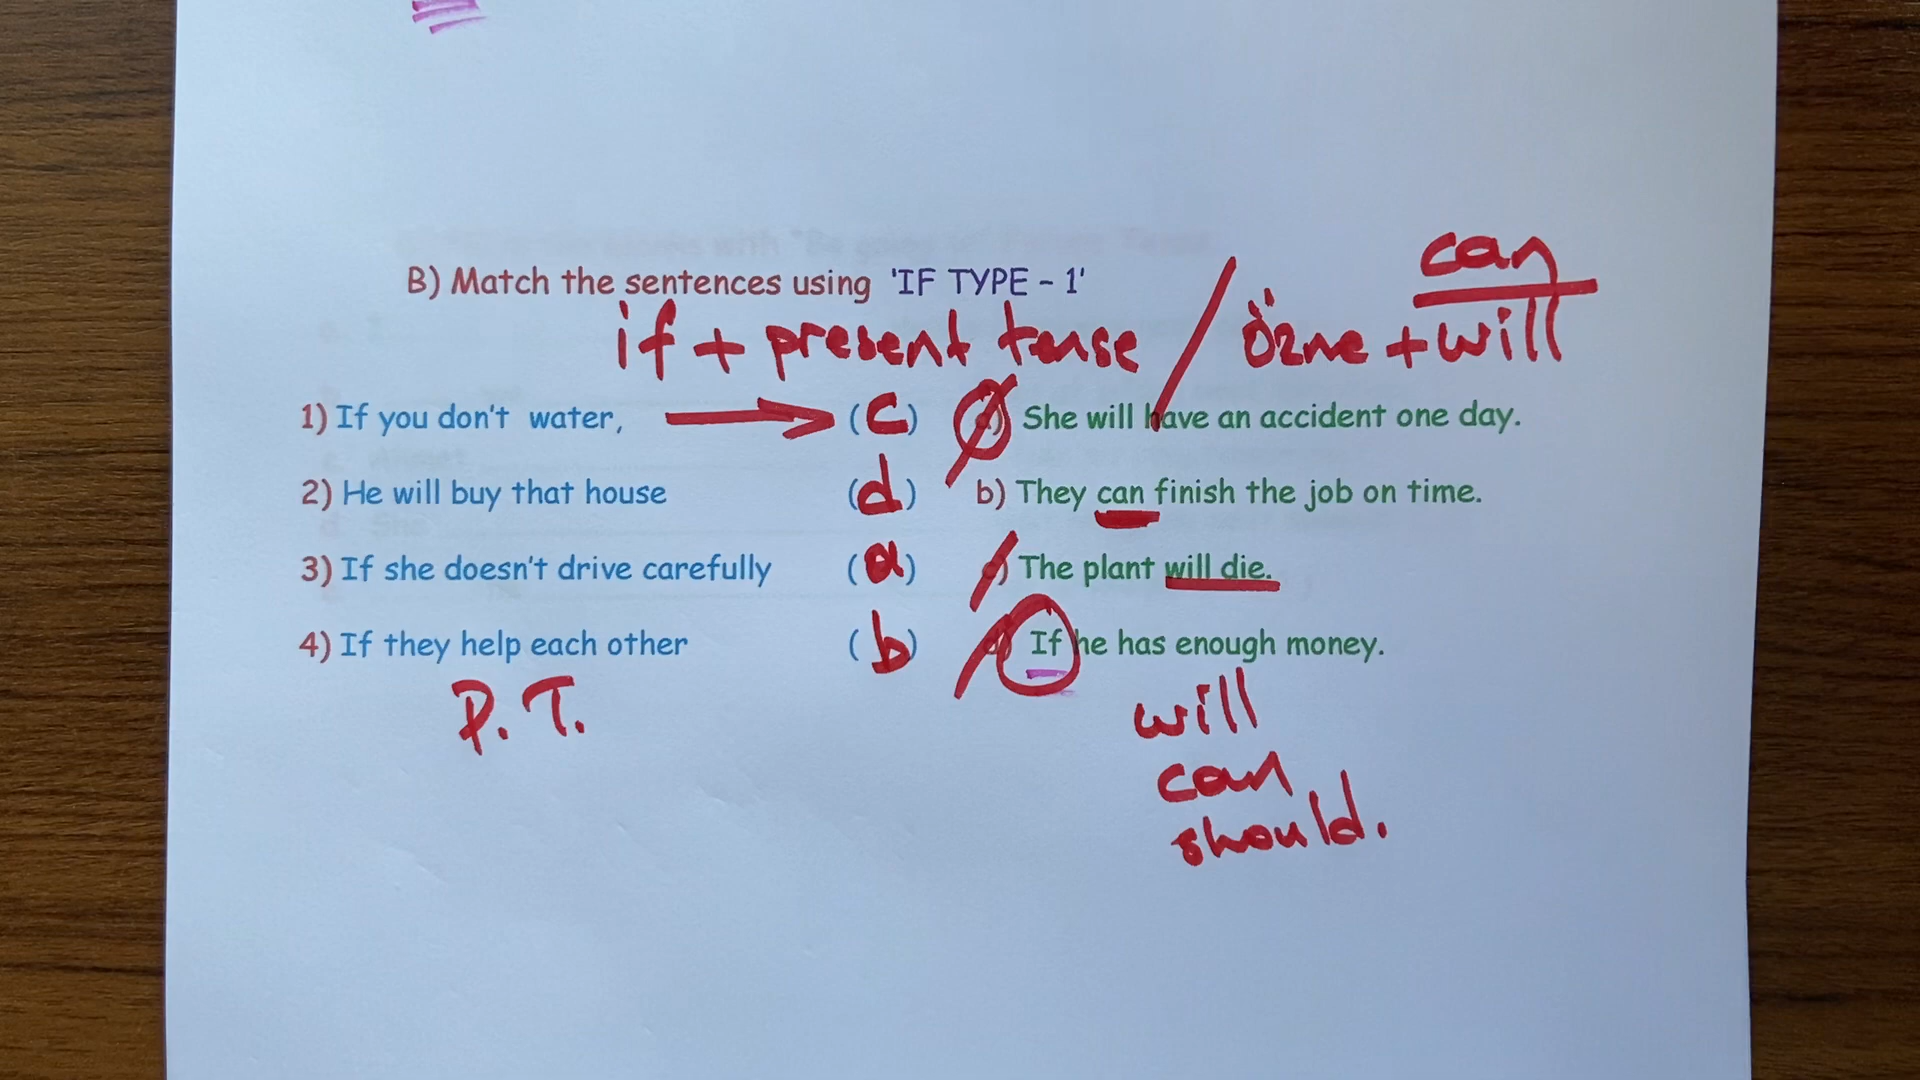 can
B) Match the sentences using 'IF TYPE - 1'
if + present tense / özne + will
1) If you don't water, (c) a) She will have an accident one day.
2) He will buy that house (d) b) They can finish the job on time.
3) If she doesn't drive carefully (a) c) The plant will die.
4) If they help each other (b) d) If he has enough money.
P.T. will
can
should.